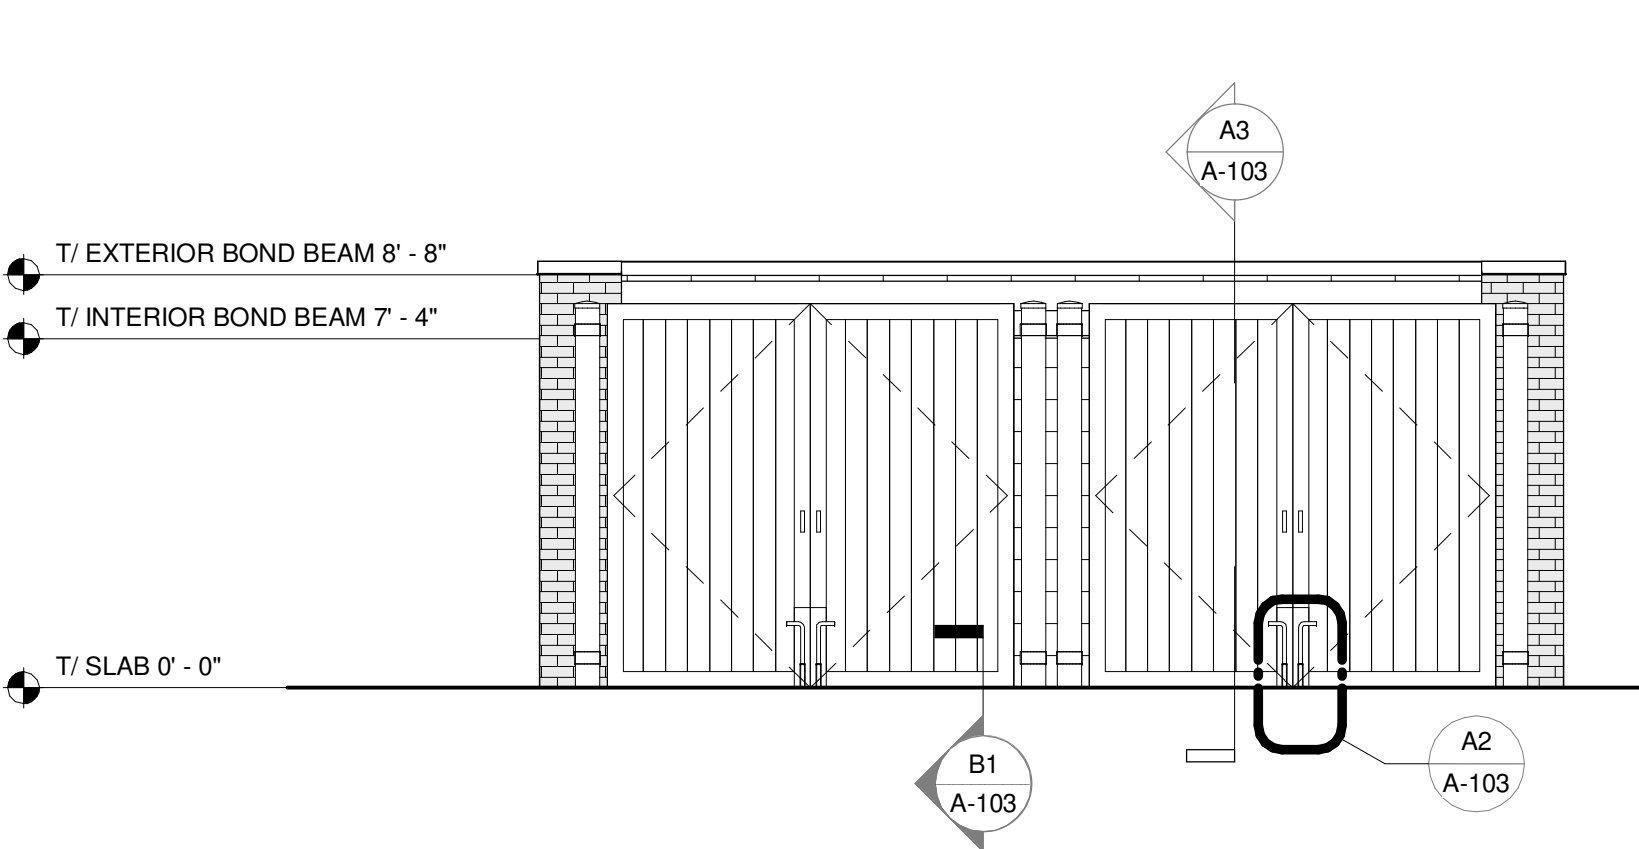 A3
A-103
T/ EXTERIOR BOND BEAM 8' - 8"
T/ INTERIOR BOND BEAM 7' - 4"
T/ SLAB 0' - 0"
B1
A-103
A2
A-103